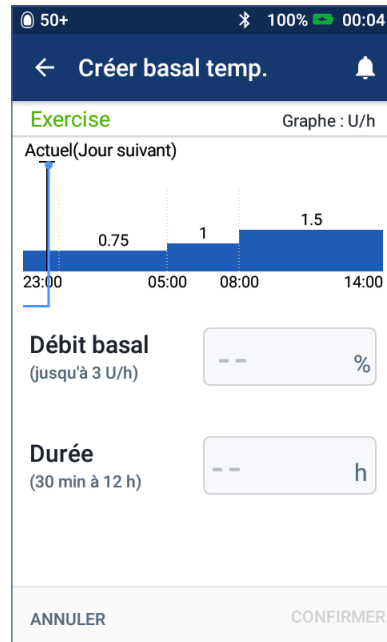 50+ 100% 00:04
Créer basal temp.
Exercise Graphe : U/h
Actuel(Jour suivant)
0.75 1 1.5
23:00 05:00 08:00 14:00
Débit basal -- %
(jusqu'à 3 U/h)
Durée -- h
(30 min à 12 h)
ANNULER CONFIRMER